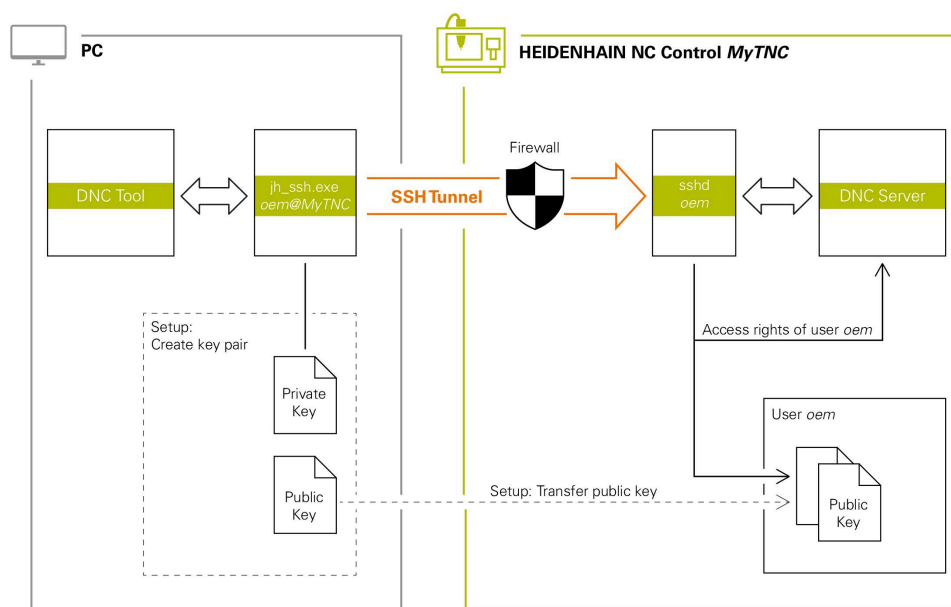 PC
HEIDENHAIN NC Control MyTNC
DNC Tool
jh_ssh.exe
oem@MyTNC
SSH Tunnel
Firewall
sshd
oem
DNC Server
Setup:
Create key pair
Private
Key
Public
Key
Access rights of user oem
User oem
Setup: Transfer public key
Public
Key